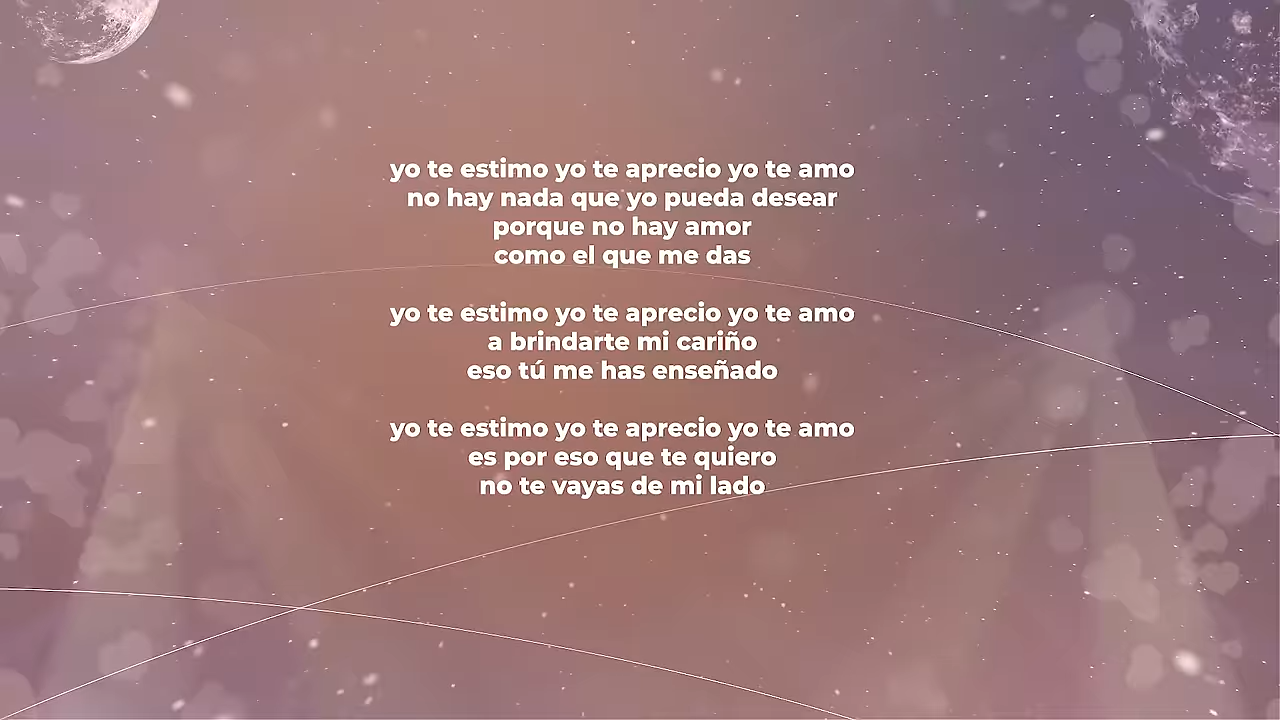 yo te estimo yo te aprecio yo te amo
no hay nada que yo pueda desear
porque no hay amor
como el que me das
yo te estimo yo te aprecio yo te amo
a brindarte mi cariño
eso tú me has enseñado
yo te estimo yo te aprecio yo te amo
es por eso que te quiero
no te vayas de mi lado